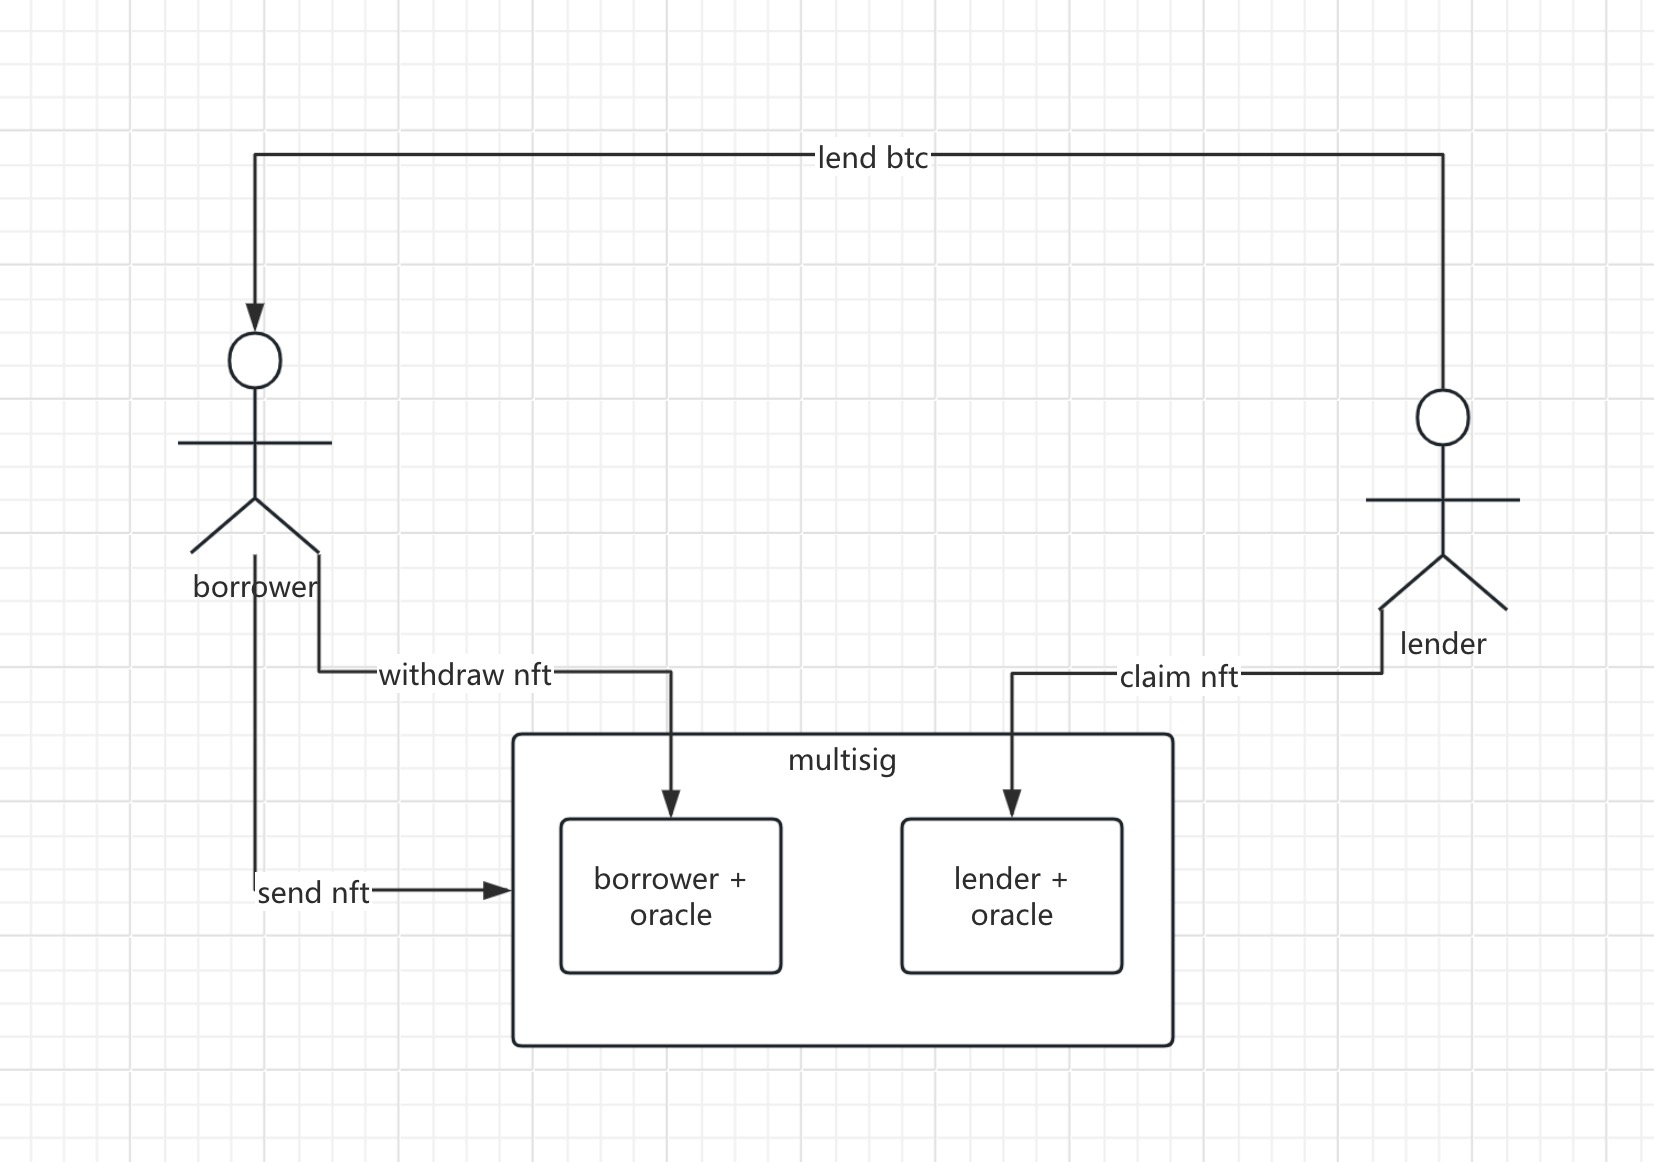 lend btc
borrower
lender
withdraw nft
claim nft
multisig
borrower +
oracle
lender +
oracle
send nft